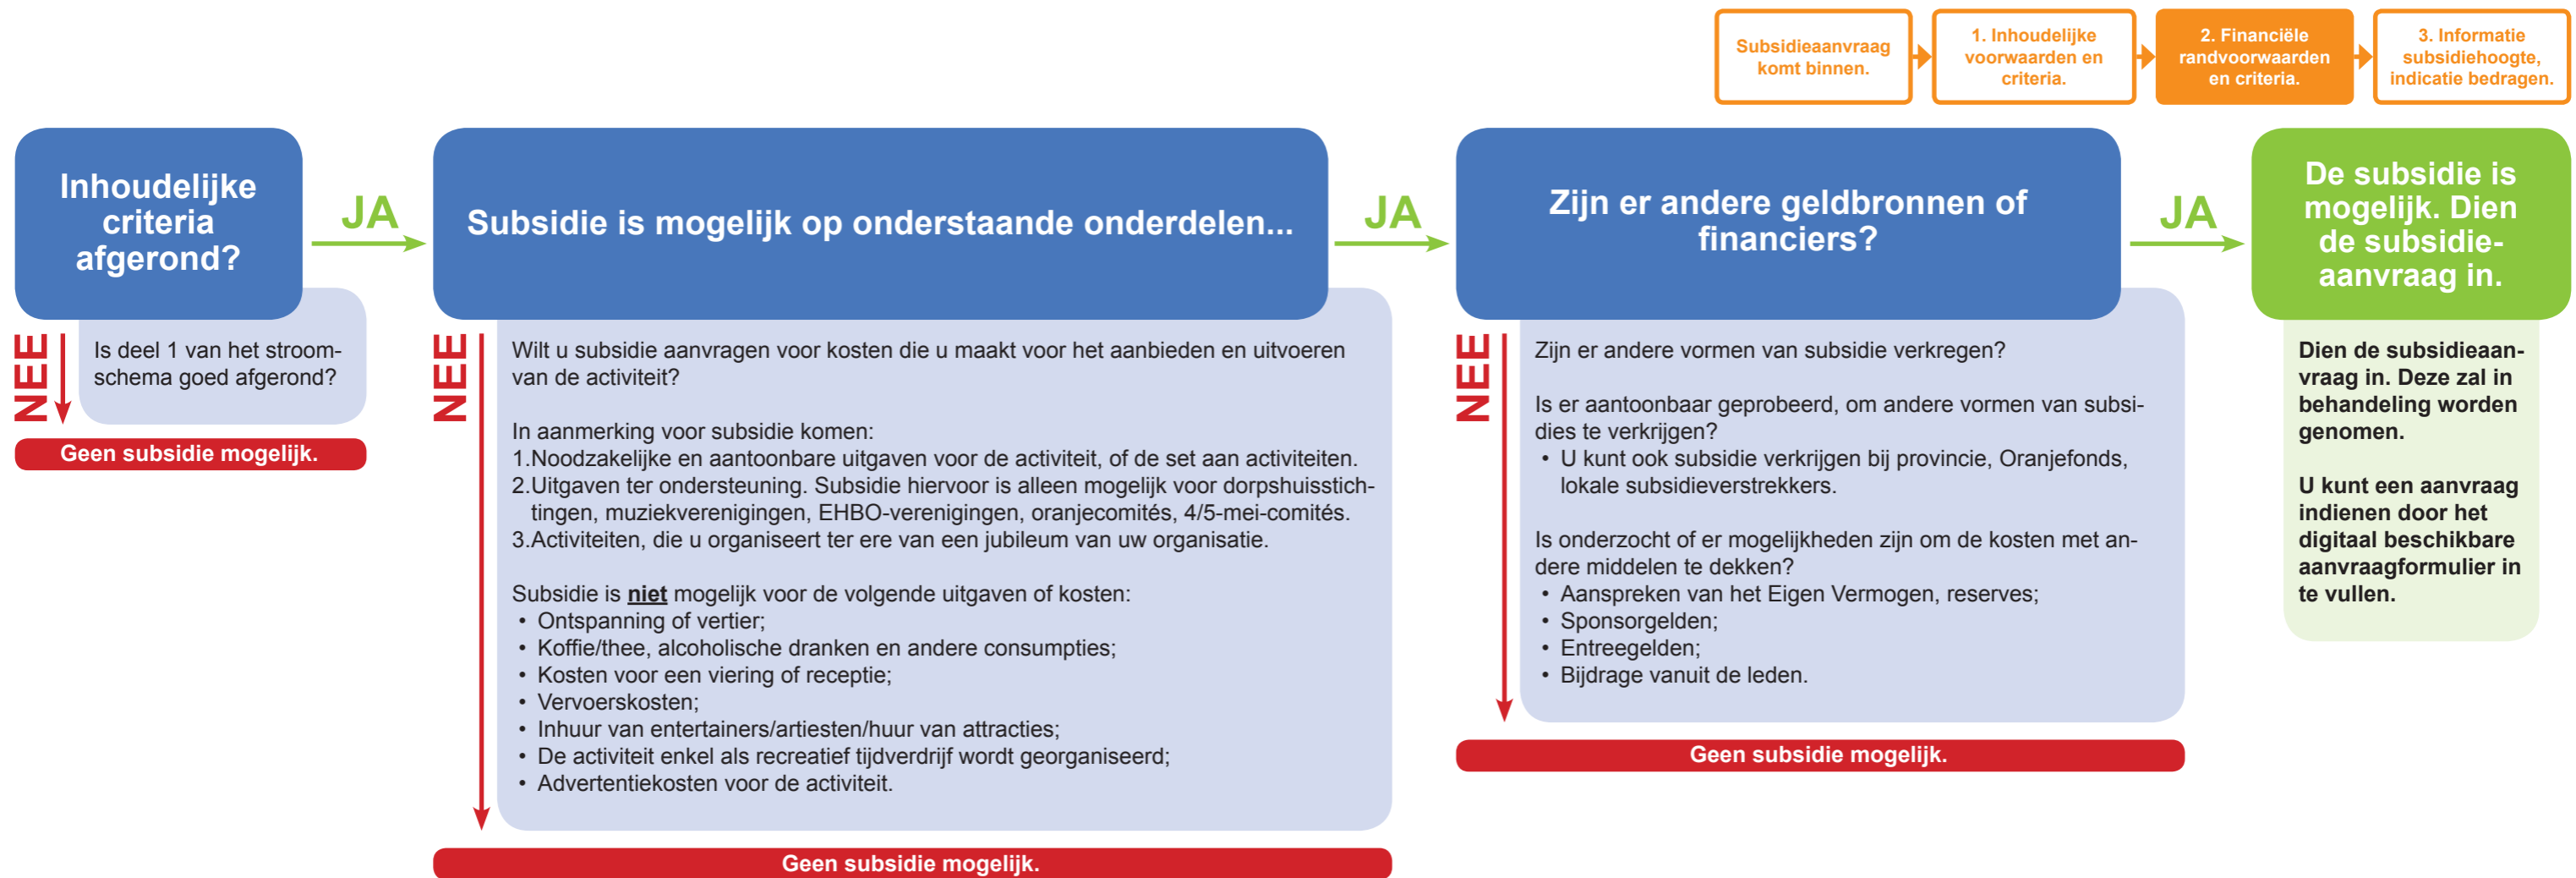 Subsidieaanvraag
komt binnen.
1. Inhoudelijke
voorwaarden en
criteria.
2. Financiële
randvoorwaarden
en criteria.
3. Informatie
subsidiehoogte,
indicatie bedragen.
Inhoudelijke
criteria
afgerond?
JA
NEE
Is deel 1 van het stroom-
schema goed afgerond?
Geen subsidie mogelijk.
Subsidie is mogelijk op onderstaande onderdelen...
JA
NEE
Wilt u subsidie aanvragen voor kosten die u maakt voor het aanbieden en uitvoeren
van de activiteit?
In aanmerking voor subsidie komen:
1.Noodzakelijke en aantoonbare uitgaven voor de activiteit, of de set aan activiteiten.
2.Uitgaven ter ondersteuning. Subsidie hiervoor is alleen mogelijk voor dorpshuisstich-
tingen, muziekverenigingen, EHBO-verenigingen, oranjecomités, 4/5-mei-comités.
3.Activiteiten, die u organiseert ter ere van een jubileum van uw organisatie.
Subsidie is niet mogelijk voor de volgende uitgaven of kosten:
• Ontspanning of vertier;
• Koffie/thee, alcoholische dranken en andere consumpties;
• Kosten voor een viering of receptie;
• Vervoerskosten;
• Inhuur van entertainers/artiesten/huur van attracties;
• De activiteit enkel als recreatief tijdverdrijf wordt georganiseerd;
• Advertentiekosten voor de activiteit.
Geen subsidie mogelijk.
Zijn er andere geldbronnen of
financiers?
JA
NEE
Zijn er andere vormen van subsidie verkregen?
Is er aantoonbaar geprobeerd, om andere vormen van subsi-
dies te verkrijgen?
• U kunt ook subsidie verkrijgen bij provincie, Oranjefonds,
lokale subsidieverstrekkers.
Is onderzocht of er mogelijkheden zijn om de kosten met an-
dere middelen te dekken?
• Aanspreken van het Eigen Vermogen, reserves;
• Sponsorgelden;
• Entreegelden;
• Bijdrage vanuit de leden.
Geen subsidie mogelijk.
De subsidie is
mogelijk. Dien
de subsidie-
aanvraag in.
Dien de subsidieaan-
vraag in. Deze zal in
behandeling worden
genomen.
U kunt een aanvraag
indienen door het
digitaal beschikbare
aanvraagformulier in
te vullen.